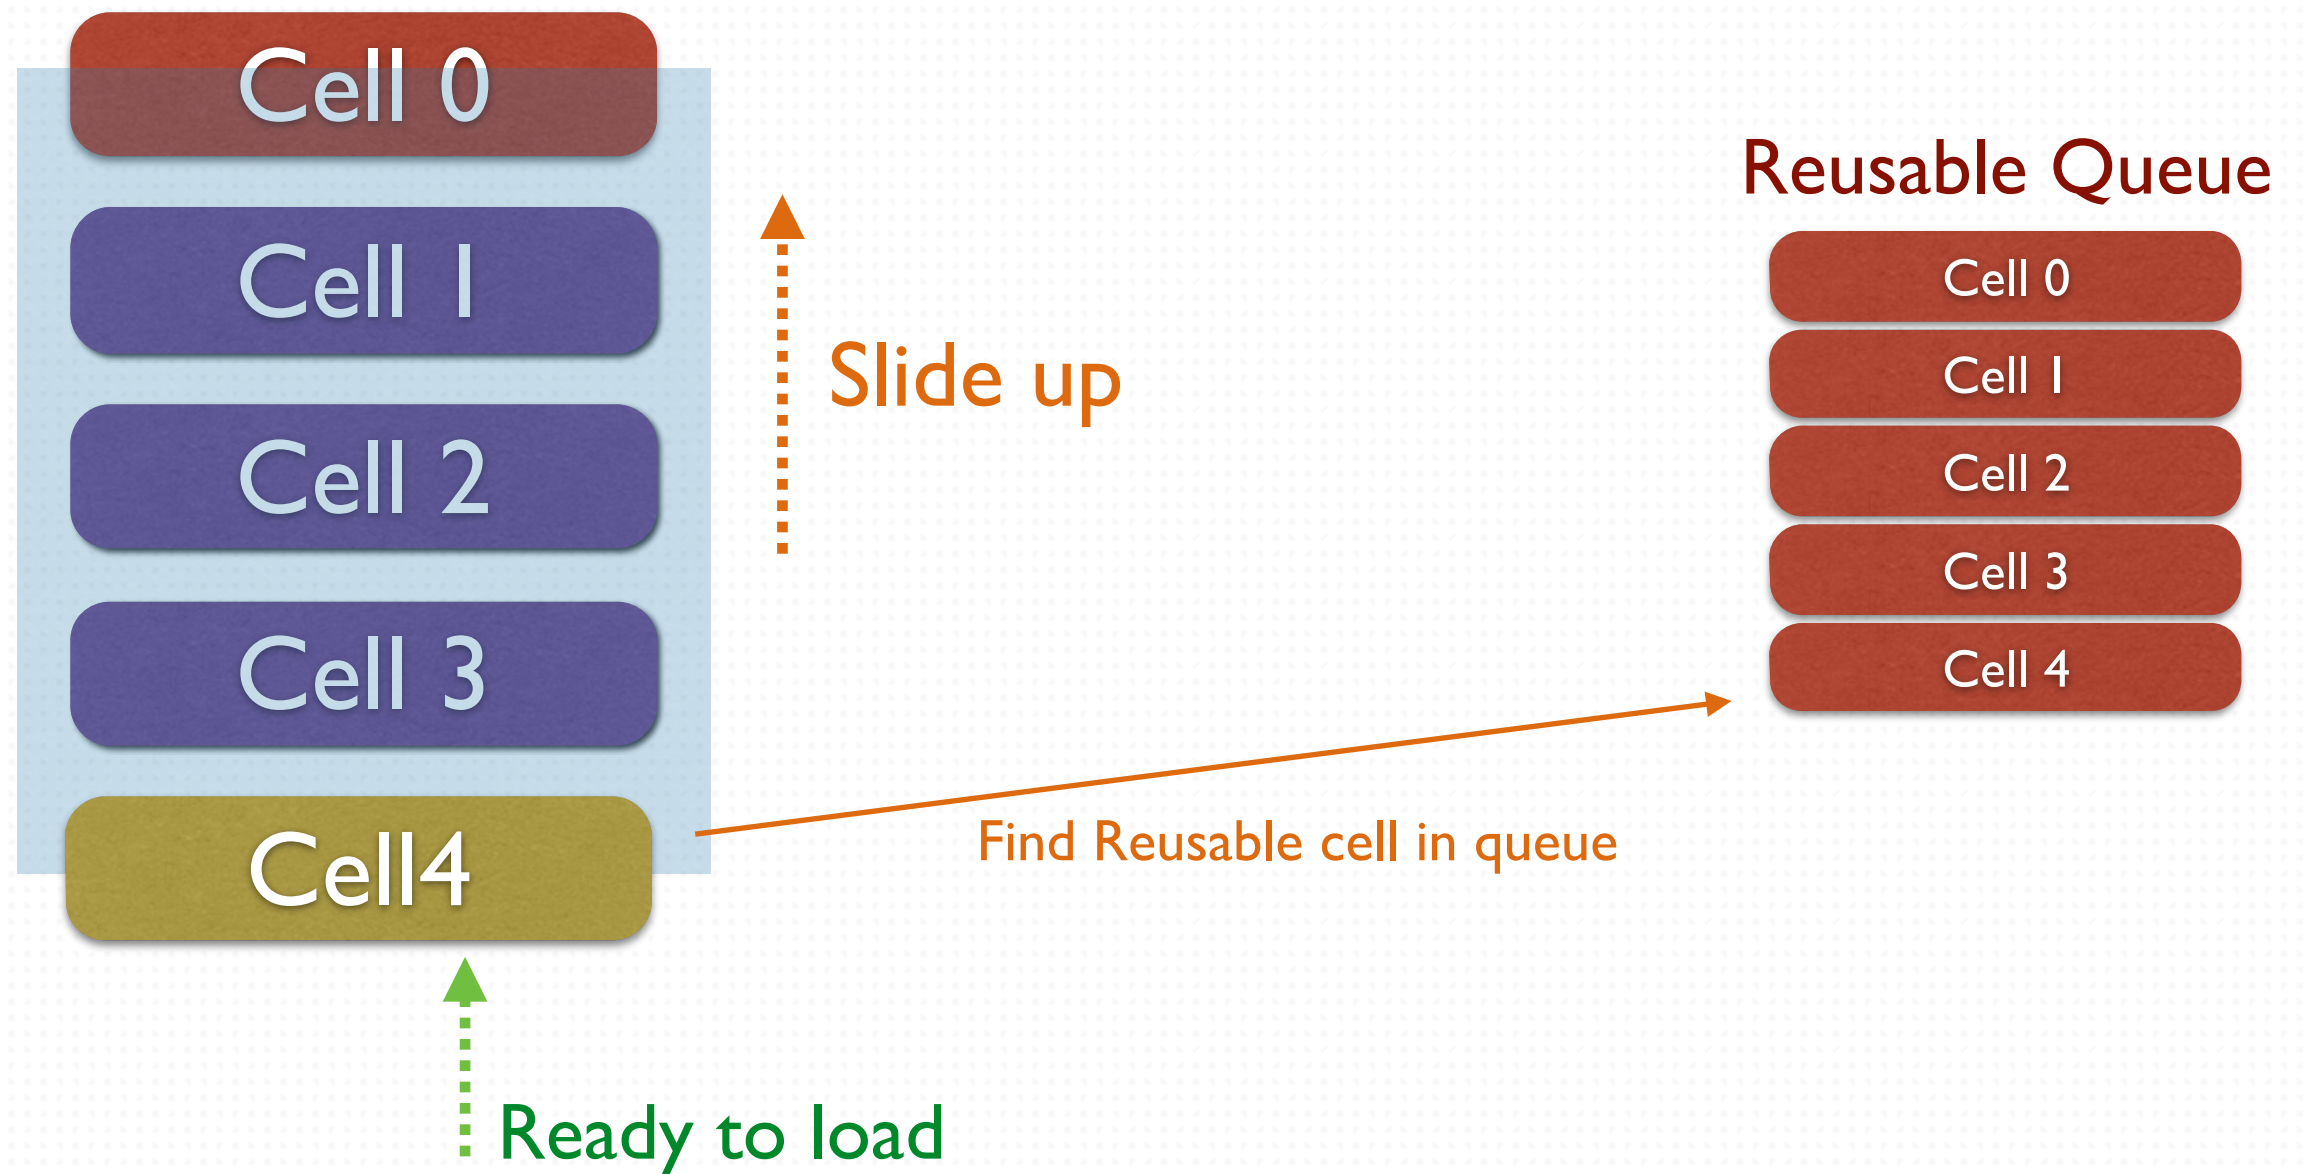 Cell 0
Cell 1
Cell 2
Cell 3
Cell4
Slide up
Ready to load
Find Reusable cell in queue
Reusable Queue
Cell 0
Cell 1
Cell 2
Cell 3
Cell 4